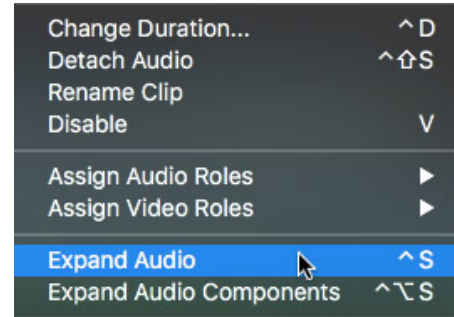 Change Duration... ^D
Detach Audio ^⇧S
Rename Clip
Disable V
Assign Audio Roles ▶
Assign Video Roles ▶
Expand Audio ^S
Expand Audio Components ^⌥S